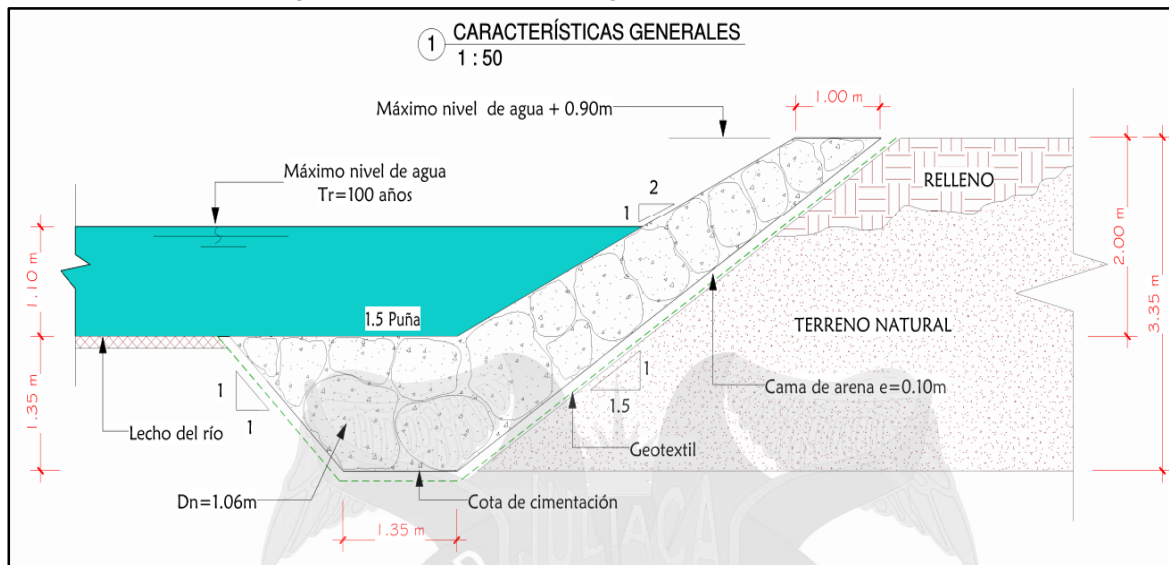 1 CARACTERÍSTICAS GENERALES
1 : 50
Máximo nivel de agua + 0.90m
1.00 m
Máximo nivel de agua
Tr=100 años
2
1
RELLENO
1.10 m
2.00 m
3.35 m
1.5 Puña
TERRENO NATURAL
1
1.5
1
1
Cama de arena e=0.10m
1.35 m
Lecho del río
Geotextil
Dn=1.06m
Cota de cimentación
1.35 m
JULIACA